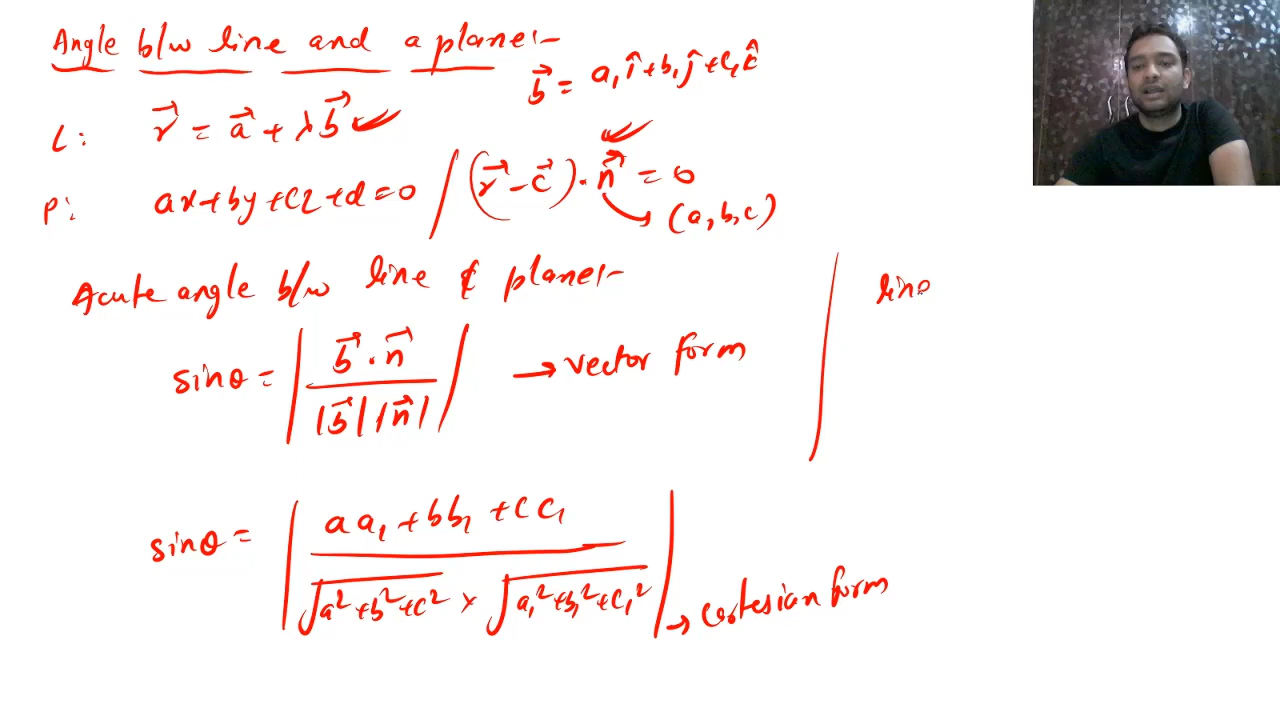 Angle b/w line and a plane:-
b⃗ = a₁î + b₁ĵ + c₁k̂
L: r⃗ = a⃗ + λb⃗
P: ax+by+cz+d=0 / (r⃗ - c⃗) · n⃗ = 0
(a, b, c)
Acute angle b/w line & plane:-
sinθ = | b⃗ · n⃗ / |b⃗| |n⃗| | → vector form
sinθ = | aa₁ + bb₁ + cc₁ / √a²+b²+c² × √a₁²+b₁²+c₁² | → cartesian form
line